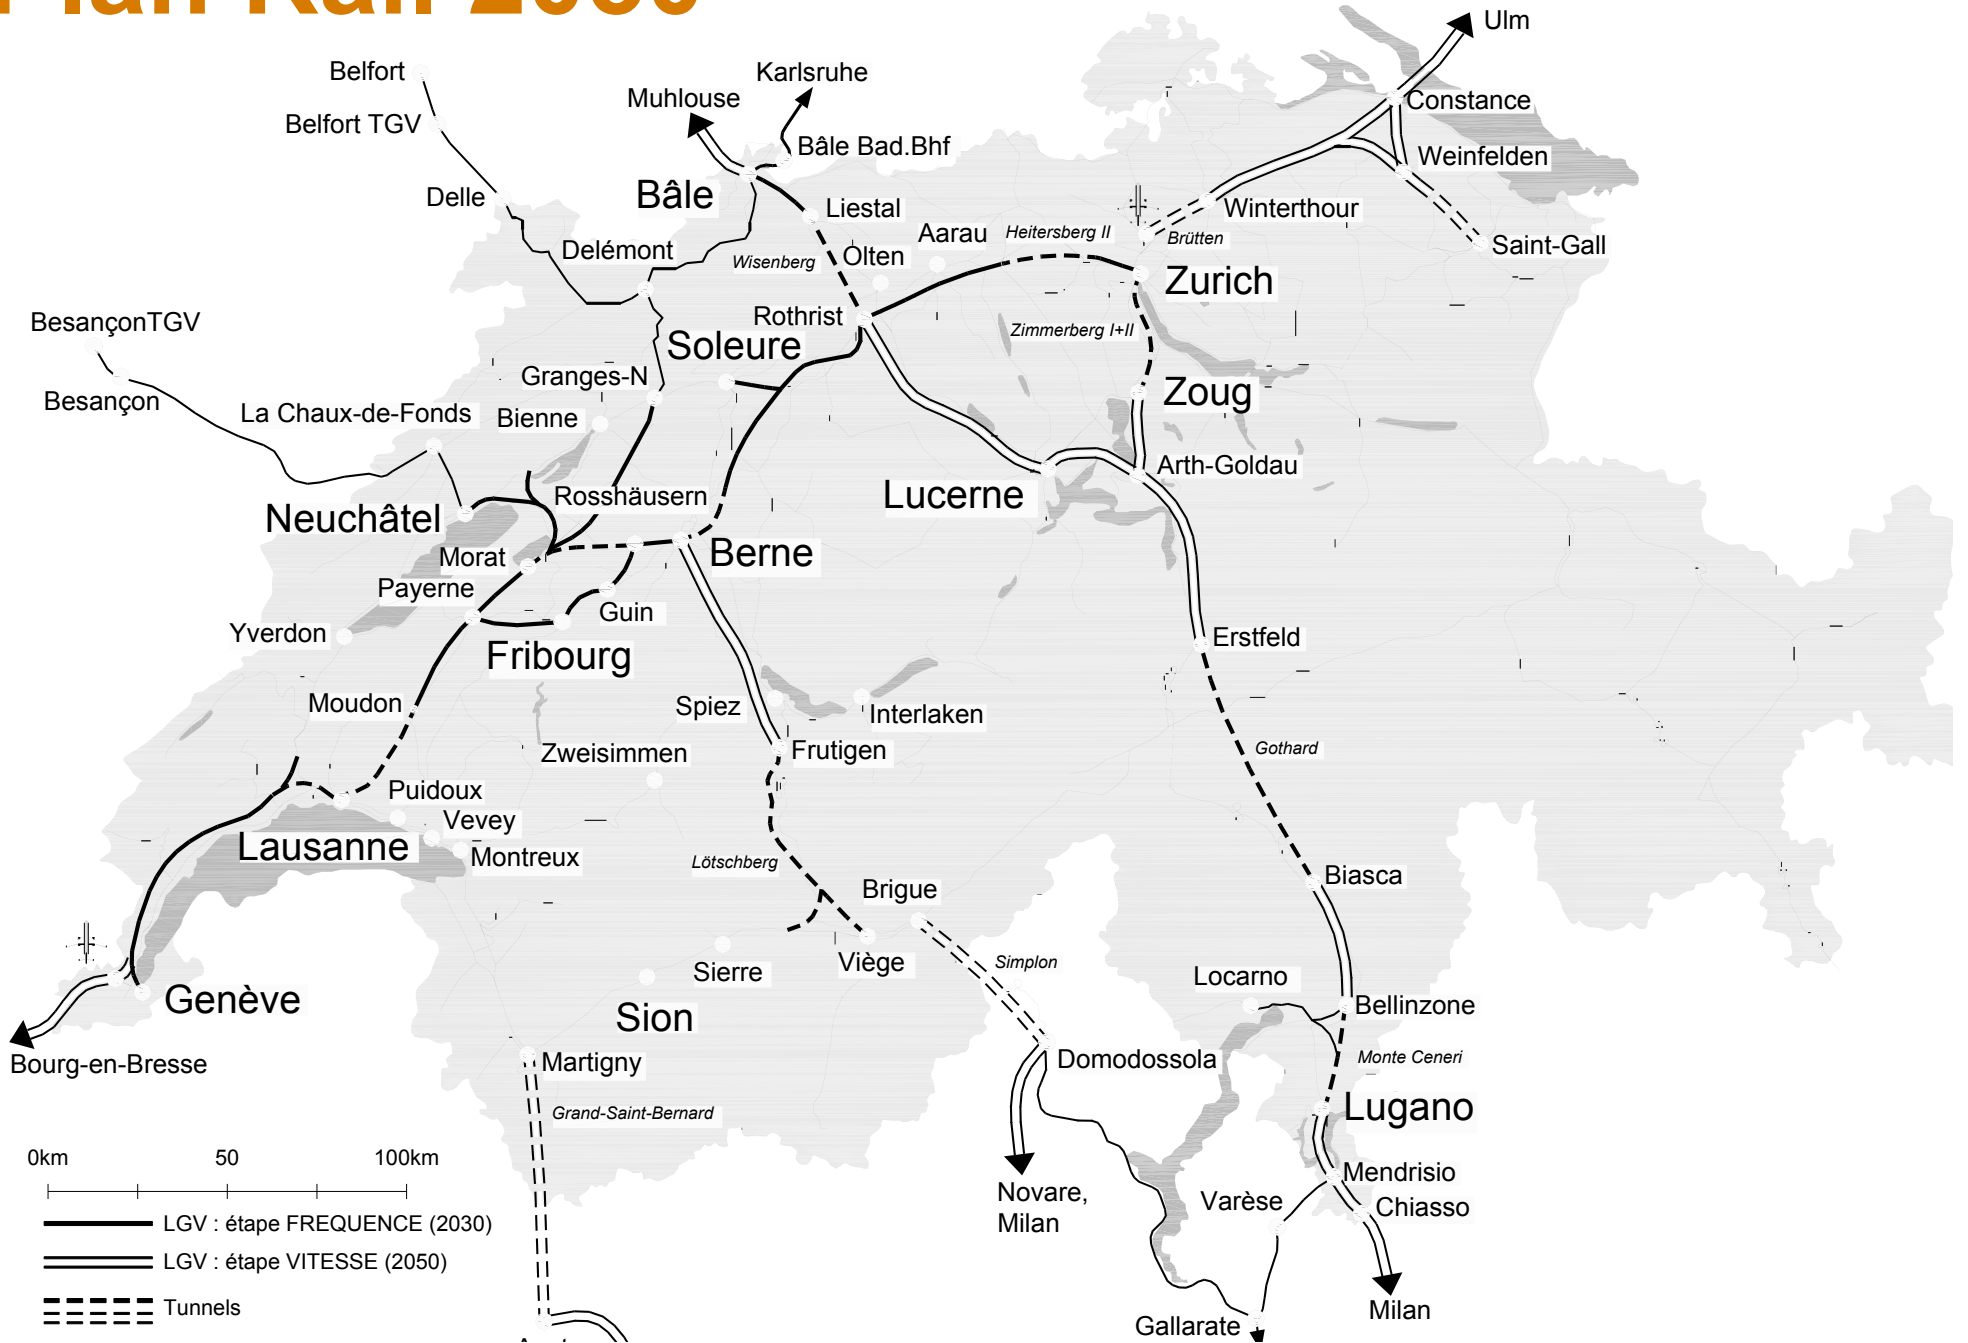 Ulm
Belfort
Karlsruhe
Muhlouse
Constance
Belfort TGV
Bâle Bad.Bhf
Weinfelden
Delle
Bâle
Liestal
Winterthour
Aarau
Heitersberg II
Brütten
Saint-Gall
Delémont
Wisenberg
Olten
Zurich
BesançonTGV
Rothrist
Zimmerberg I+II
Soleure
Granges-N
Zoug
Besançon
La Chaux-de-Fonds
Bienne
Arth-Goldau
Lucerne
Rosshäusern
Neuchâtel
Morat
Berne
Payerne
Guin
Yverdon
Fribourg
Erstfeld
Moudon
Spiez
Interlaken
Zweisimmen
Frutigen
Gothard
Puidoux
Vevey
Lausanne
Montreux
Lötschberg
Brigue
Biasca
Simplon
Viège
Sierre
Locarno
Genève
Sion
Bellinzone
Bourg-en-Bresse
Martigny
Domodossola
Monte Ceneri
Grand-Saint-Bernard
Lugano
0km 50 100km
Novare,
Milan
Mendrisio
Varèse
Chiasso
LGV : étape FREQUENCE (2030)
LGV : étape VITESSE (2050)
Tunnels
Milan
Gallarate